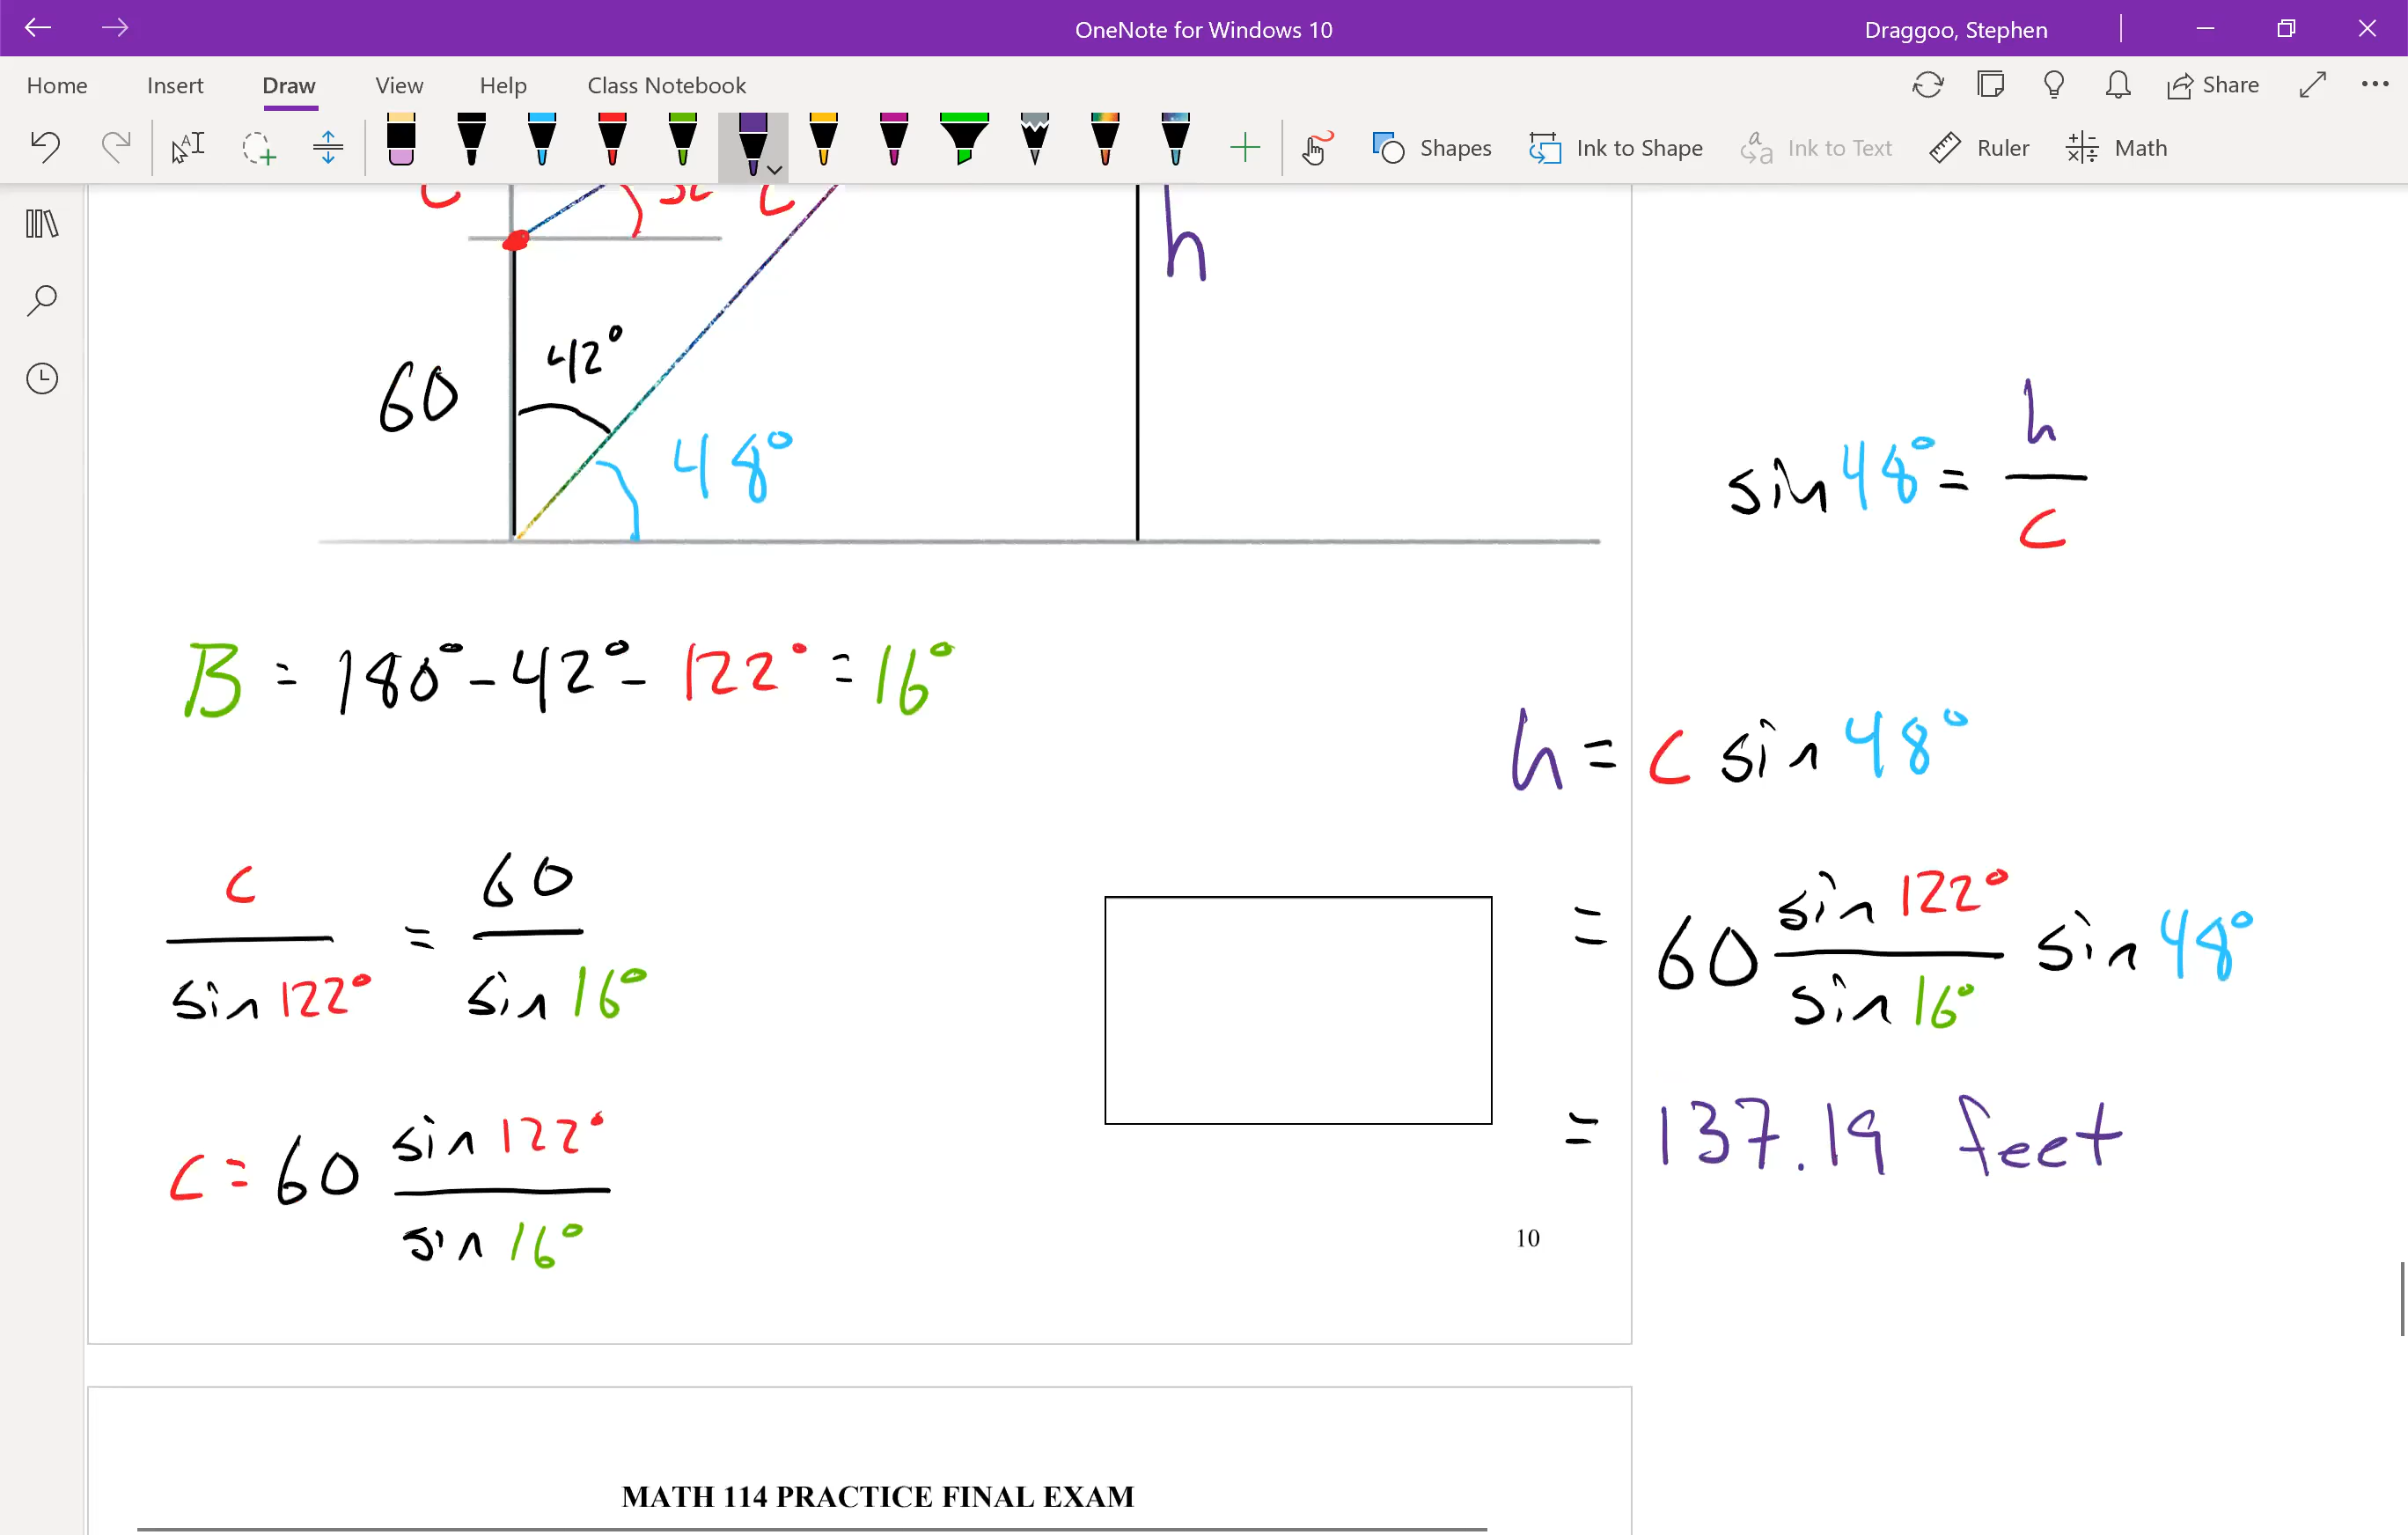 OneNote for Windows 10
Draggoo, Stephen
Home Insert Draw View Help Class Notebook
Share
Shapes Ink to Shape Ink to Text Ruler Math
c
c
h
42°
60
48°
sin 48° = h / c
B = 180° - 42° - 122° = 16°
h = c sin 48°
c / sin 122° = 60 / sin 16°
= 60 sin 122° / sin 16° sin 48°
c = 60 sin 122° / sin 16°
= 137.19 feet
10
MATH 114 PRACTICE FINAL EXAM